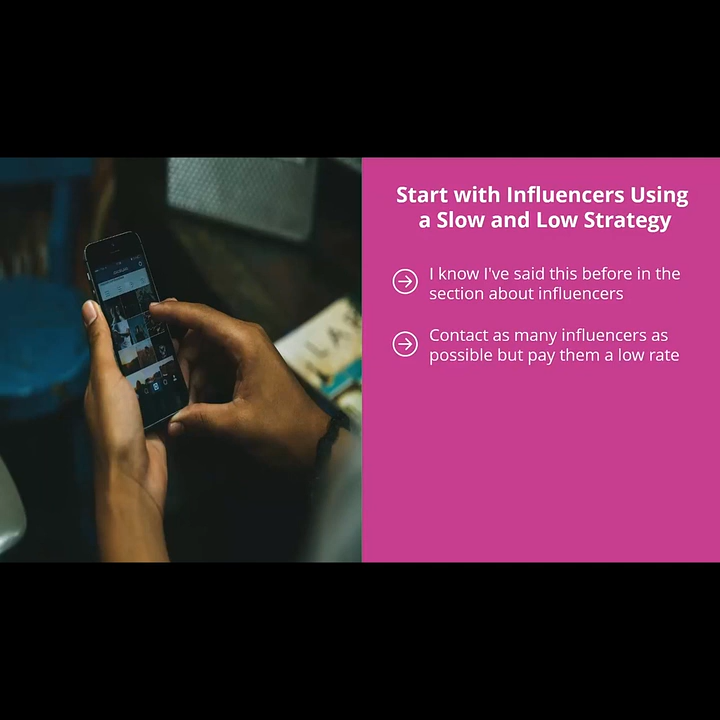 Start with Influencers Using
a Slow and Low Strategy
I know I've said this before in the
section about influencers
Contact as many influencers as
possible but pay them a low rate